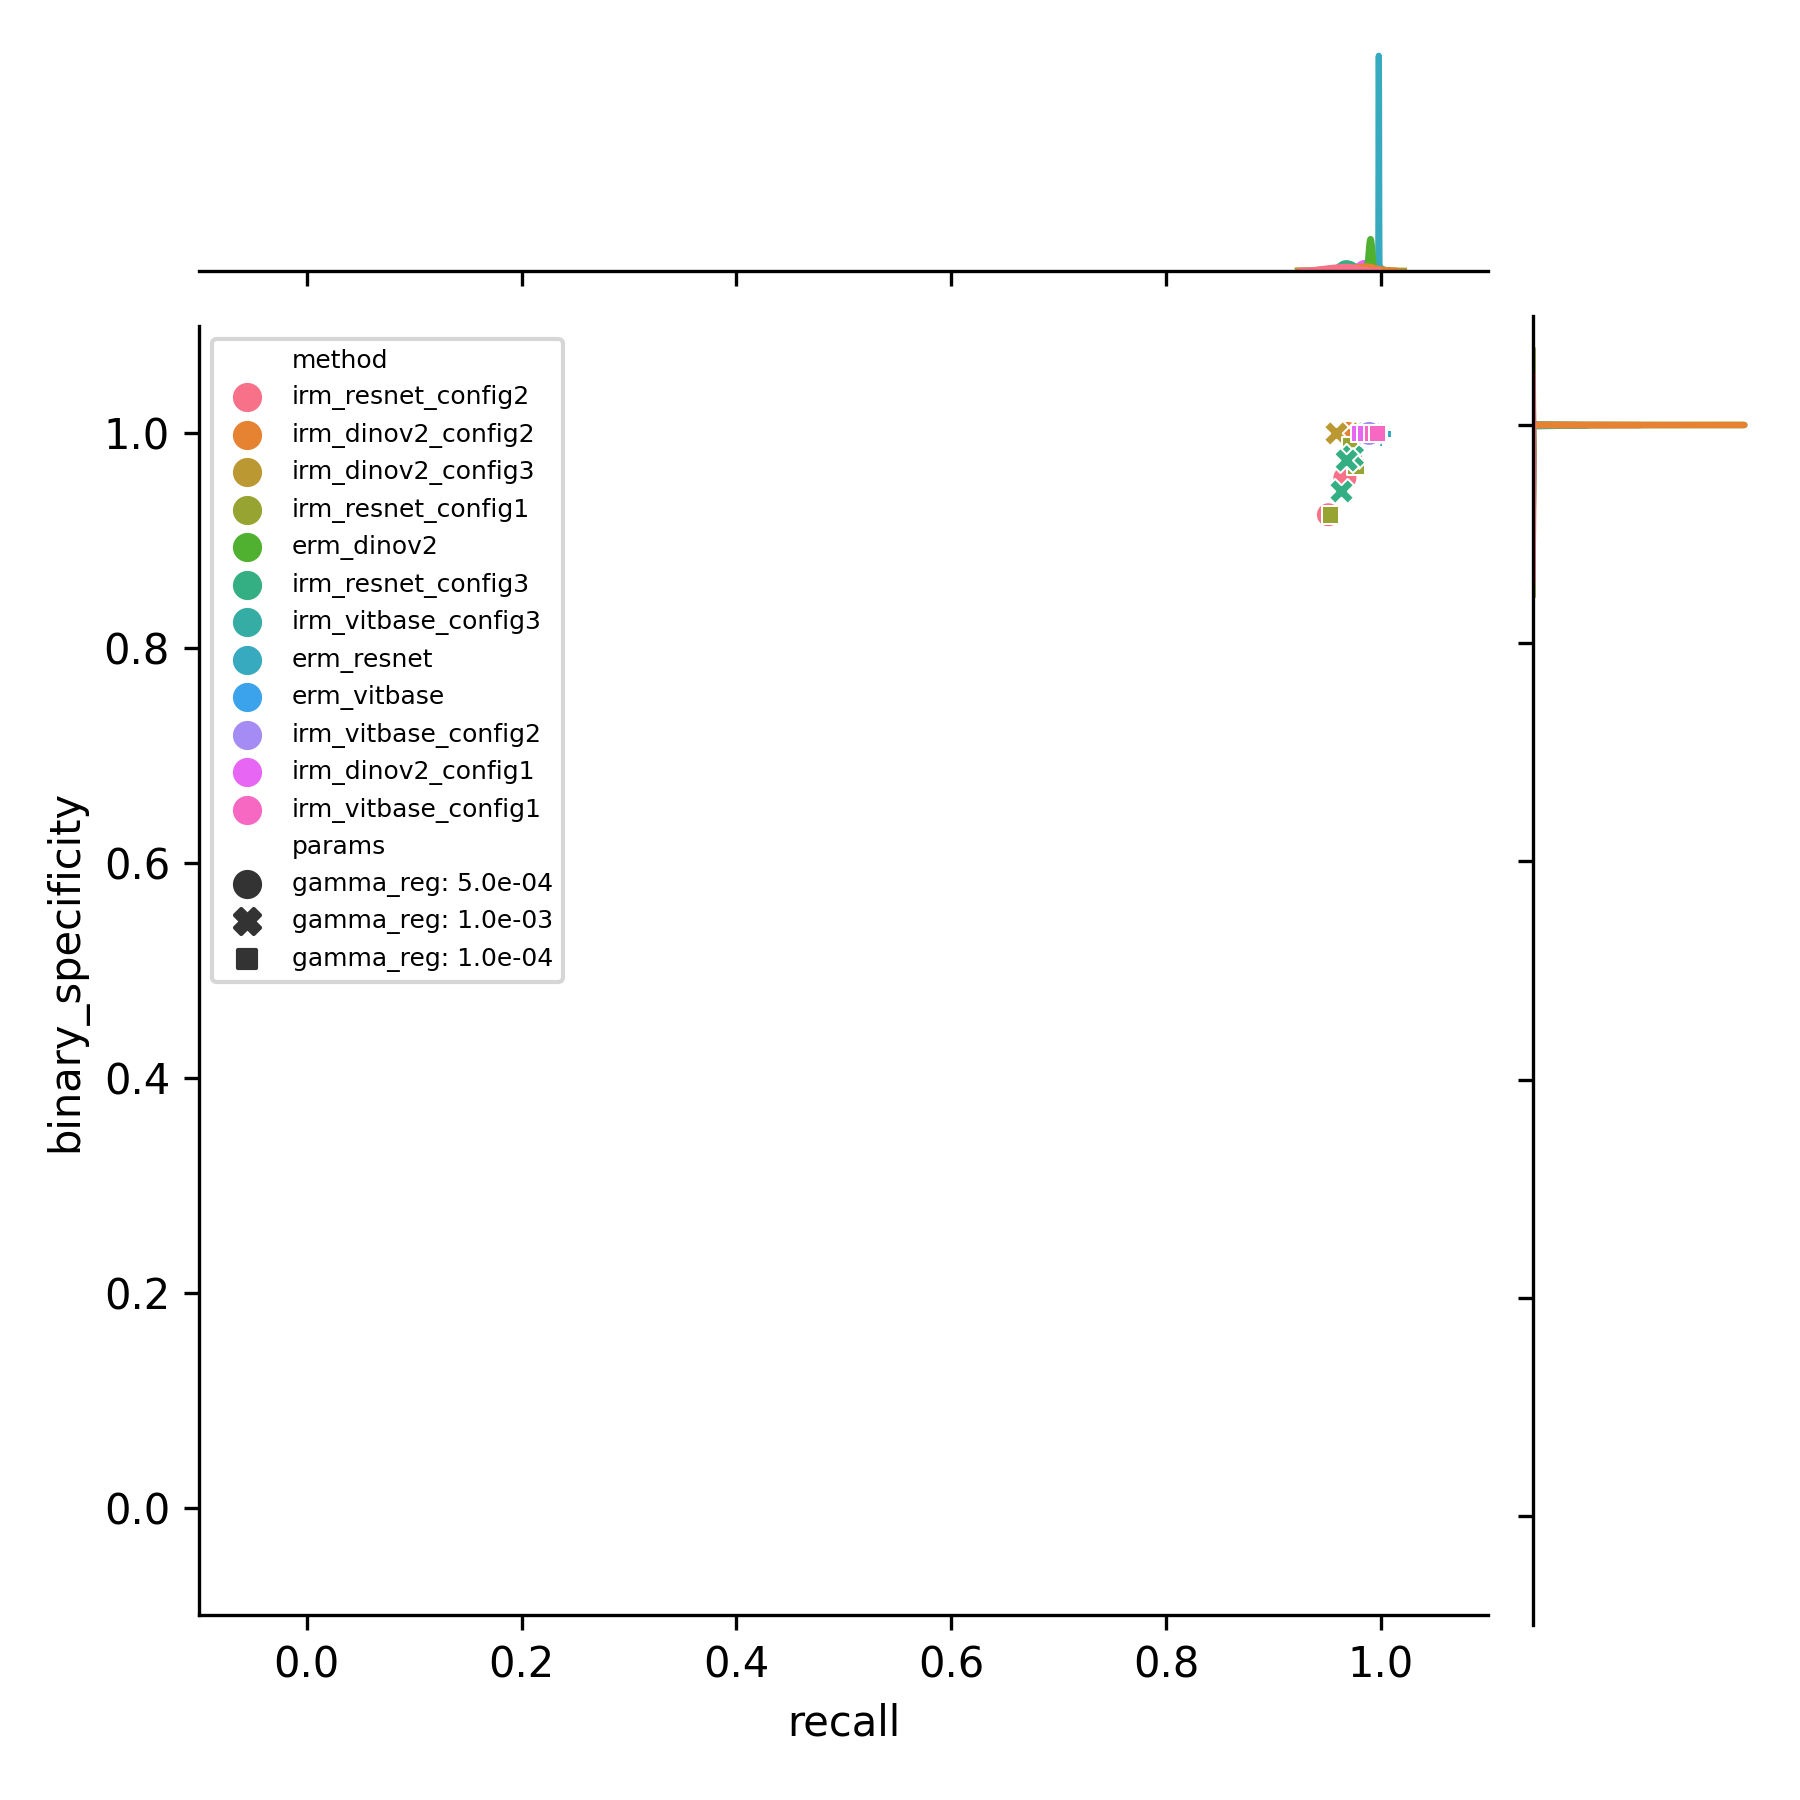 method
irm_resnet_config2
irm_dinov2_config2
irm_dinov2_config3
irm_resnet_config1
erm_dinov2
irm_resnet_config3
irm_vitbase_config3
erm_resnet
erm_vitbase
irm_vitbase_config2
irm_dinov2_config1
irm_vitbase_config1
params
gamma_reg: 5.0e-04
gamma_reg: 1.0e-03
gamma_reg: 1.0e-04
1.0
0.8
0.6
0.4
0.2
0.0
binary_specificity
0.0 0.2 0.4 0.6 0.8 1.0
recall